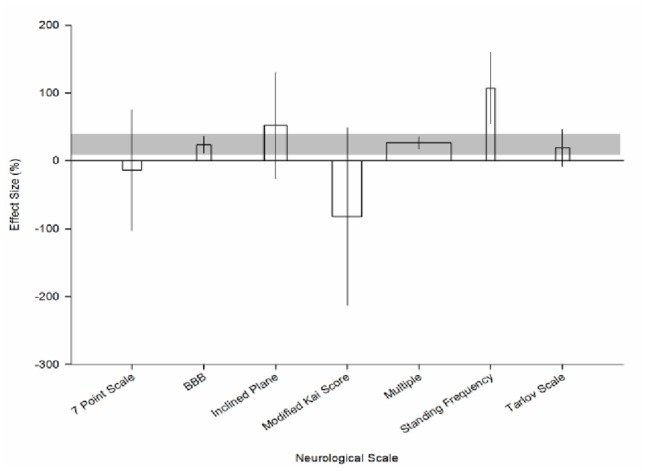 200
100
0
-100
-200
-300
Effect Size (%)
7 Point Scale
BBB
Inclined Plane
Modified Kai Score
Multiple
Standing Frequency
Tarlov Scale
Neurological Scale